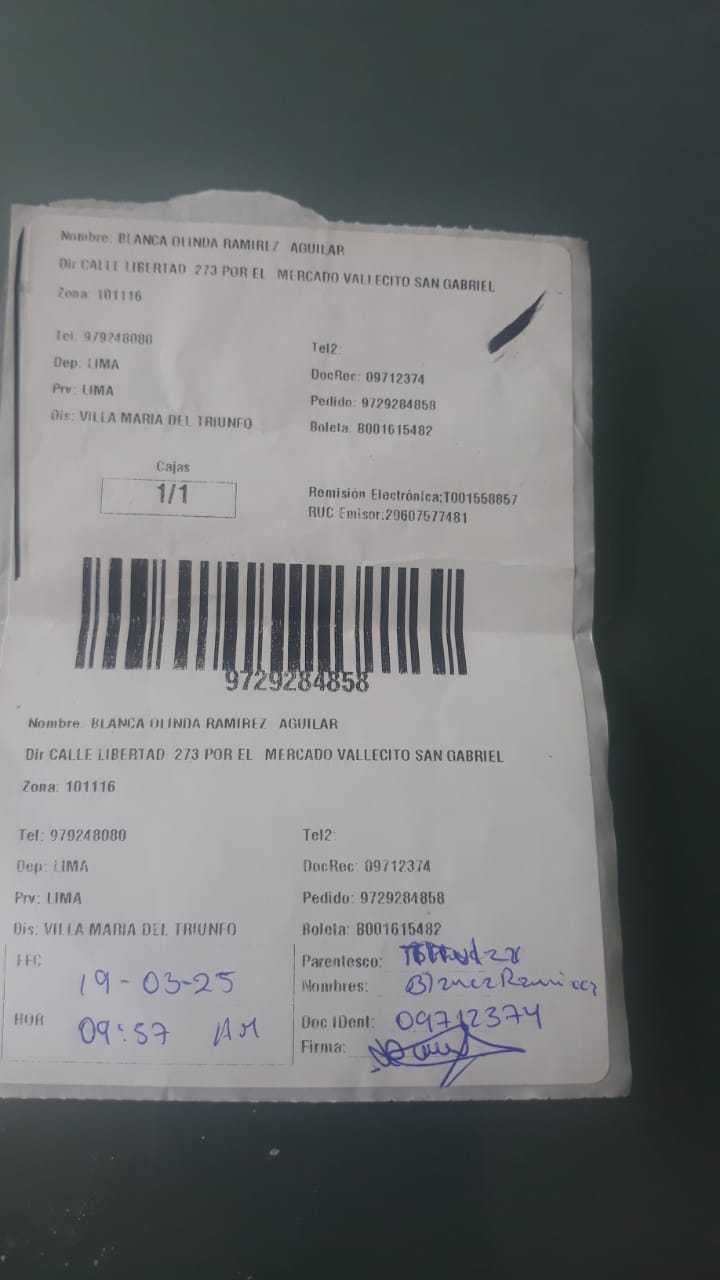 Nombre: BLANCA OLINDA RAMIREZ AGUILAR
Dir CALLE LIBERTAD 273 POR EL MERCADO VALLECITO SAN GABRIEL
Zona: 101116
Tel: 979248080 Tel2:
Dep: LIMA DocRec: 09712374
Prv: LIMA Pedido: 9729284858
Dis: VILLA MARIA DEL TRIUNFO Boleta: B001615482
Cajas
1/1
Remisión Electrónica:T001558857
RUC Emisor:20607577481
9729284858
Nombre: BLANCA OLINDA RAMIREZ AGUILAR
Dir CALLE LIBERTAD 273 POR EL MERCADO VALLECITO SAN GABRIEL
Zona: 101116
Tel: 979248080 Tel2:
Dep: LIMA DocRec: 09712374
Prv: LIMA Pedido: 9729284858
Dis: VILLA MARIA DEL TRIUNFO Boleta: B001615482
FEC 19-03-25
HOR 09:57 AM
Parentesco:
Nombres: Blanca Ramirez
Doc IDent: 09712374
Firma: